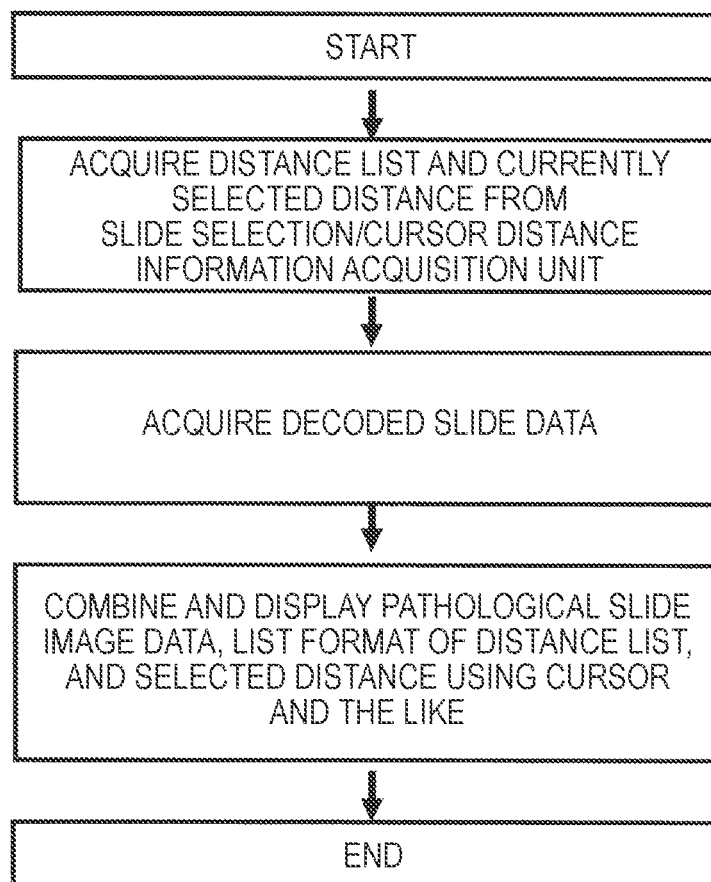 START
ACQUIRE DISTANCE LIST AND CURRENTLY
SELECTED DISTANCE FROM
SLIDE SELECTION/CURSOR DISTANCE
INFORMATION ACQUISITION UNIT
ACQUIRE DECODED SLIDE DATA
COMBINE AND DISPLAY PATHOLOGICAL SLIDE
IMAGE DATA, LIST FORMAT OF DISTANCE LIST,
AND SELECTED DISTANCE USING CURSOR
AND THE LIKE
END